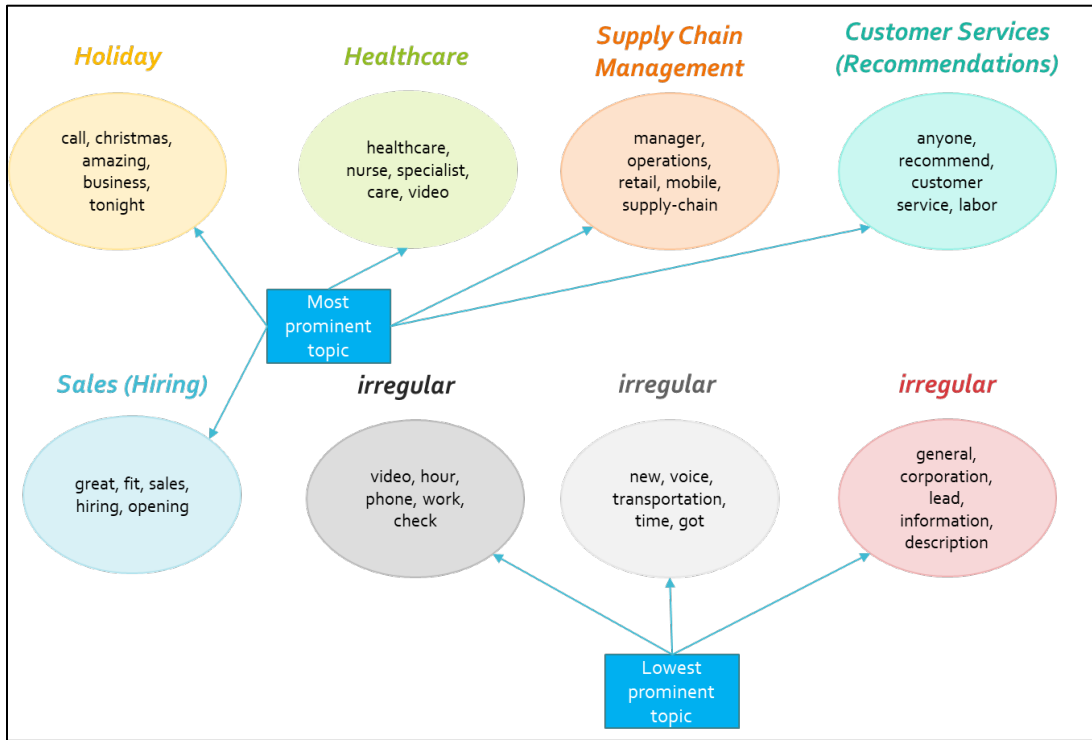 Holiday
Healthcare
Supply Chain
Management
Customer Services
(Recommendations)
call, christmas,
amazing,
business,
tonight
healthcare,
nurse, specialist,
care, video
manager,
operations,
retail, mobile,
supply-chain
anyone,
recommend,
customer
service, labor
Most
prominent
topic
Sales (Hiring)
irregular
irregular
irregular
great, fit, sales,
hiring, opening
video, hour,
phone, work,
check
new, voice,
transportation,
time, got
general,
corporation,
lead,
information,
description
Lowest
prominent
topic